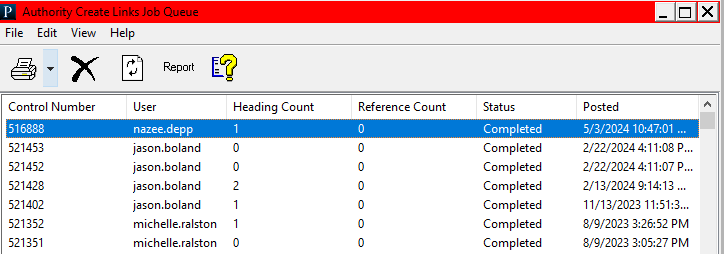 P Authority Create Links Job Queue
File Edit View Help
Report
Control Number User Heading Count Reference Count Status Posted
516888 nazee.depp 1 0 Completed 5/3/2024 10:47:01 ...
521453 jason.boland 0 0 Completed 2/22/2024 4:11:08 P...
521452 jason.boland 0 0 Completed 2/22/2024 4:11:07 P...
521428 jason.boland 2 0 Completed 2/13/2024 9:14:13 ...
521402 jason.boland 1 0 Completed 11/13/2023 11:51:3...
521352 michelle.ralston 1 0 Completed 8/9/2023 3:26:52 PM
521351 michelle.ralston 0 0 Completed 8/9/2023 3:05:27 PM